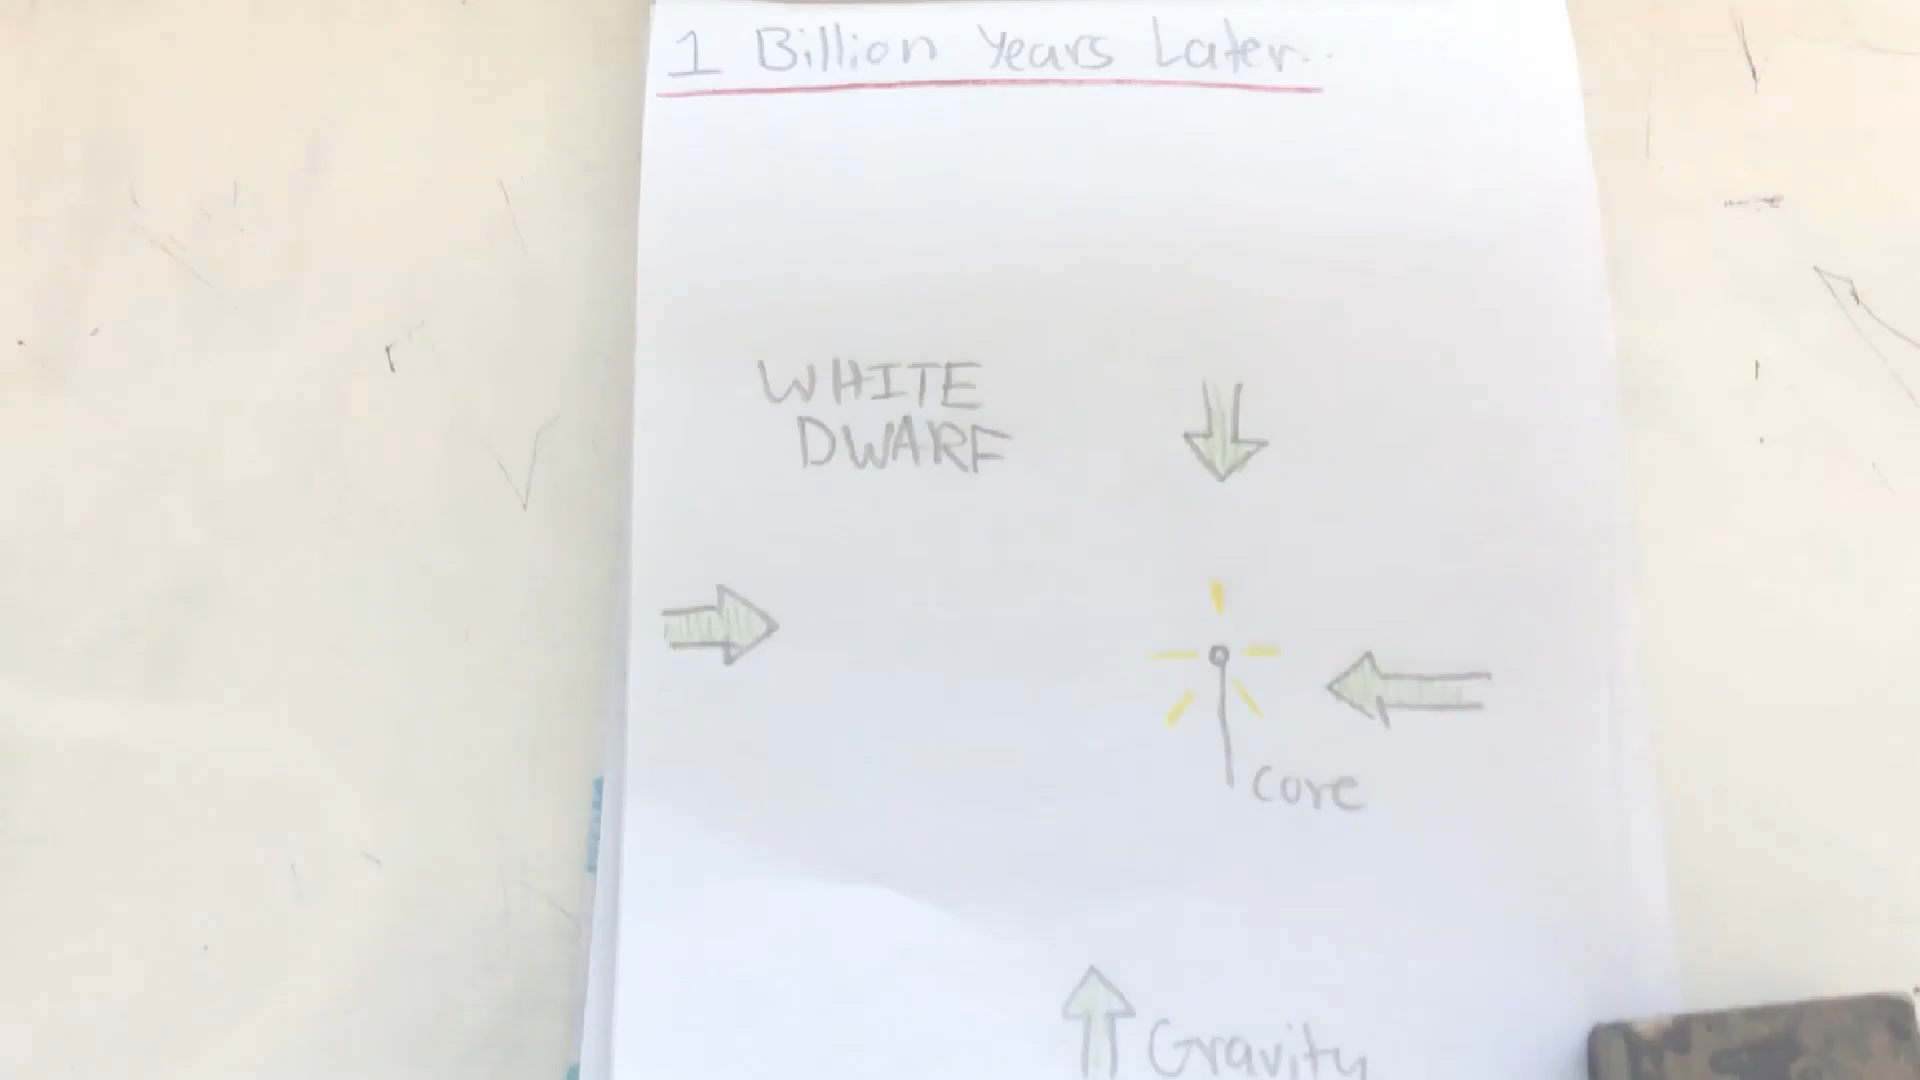 1 Billion Years Later..
WHITE
DWARF
core
Gravity